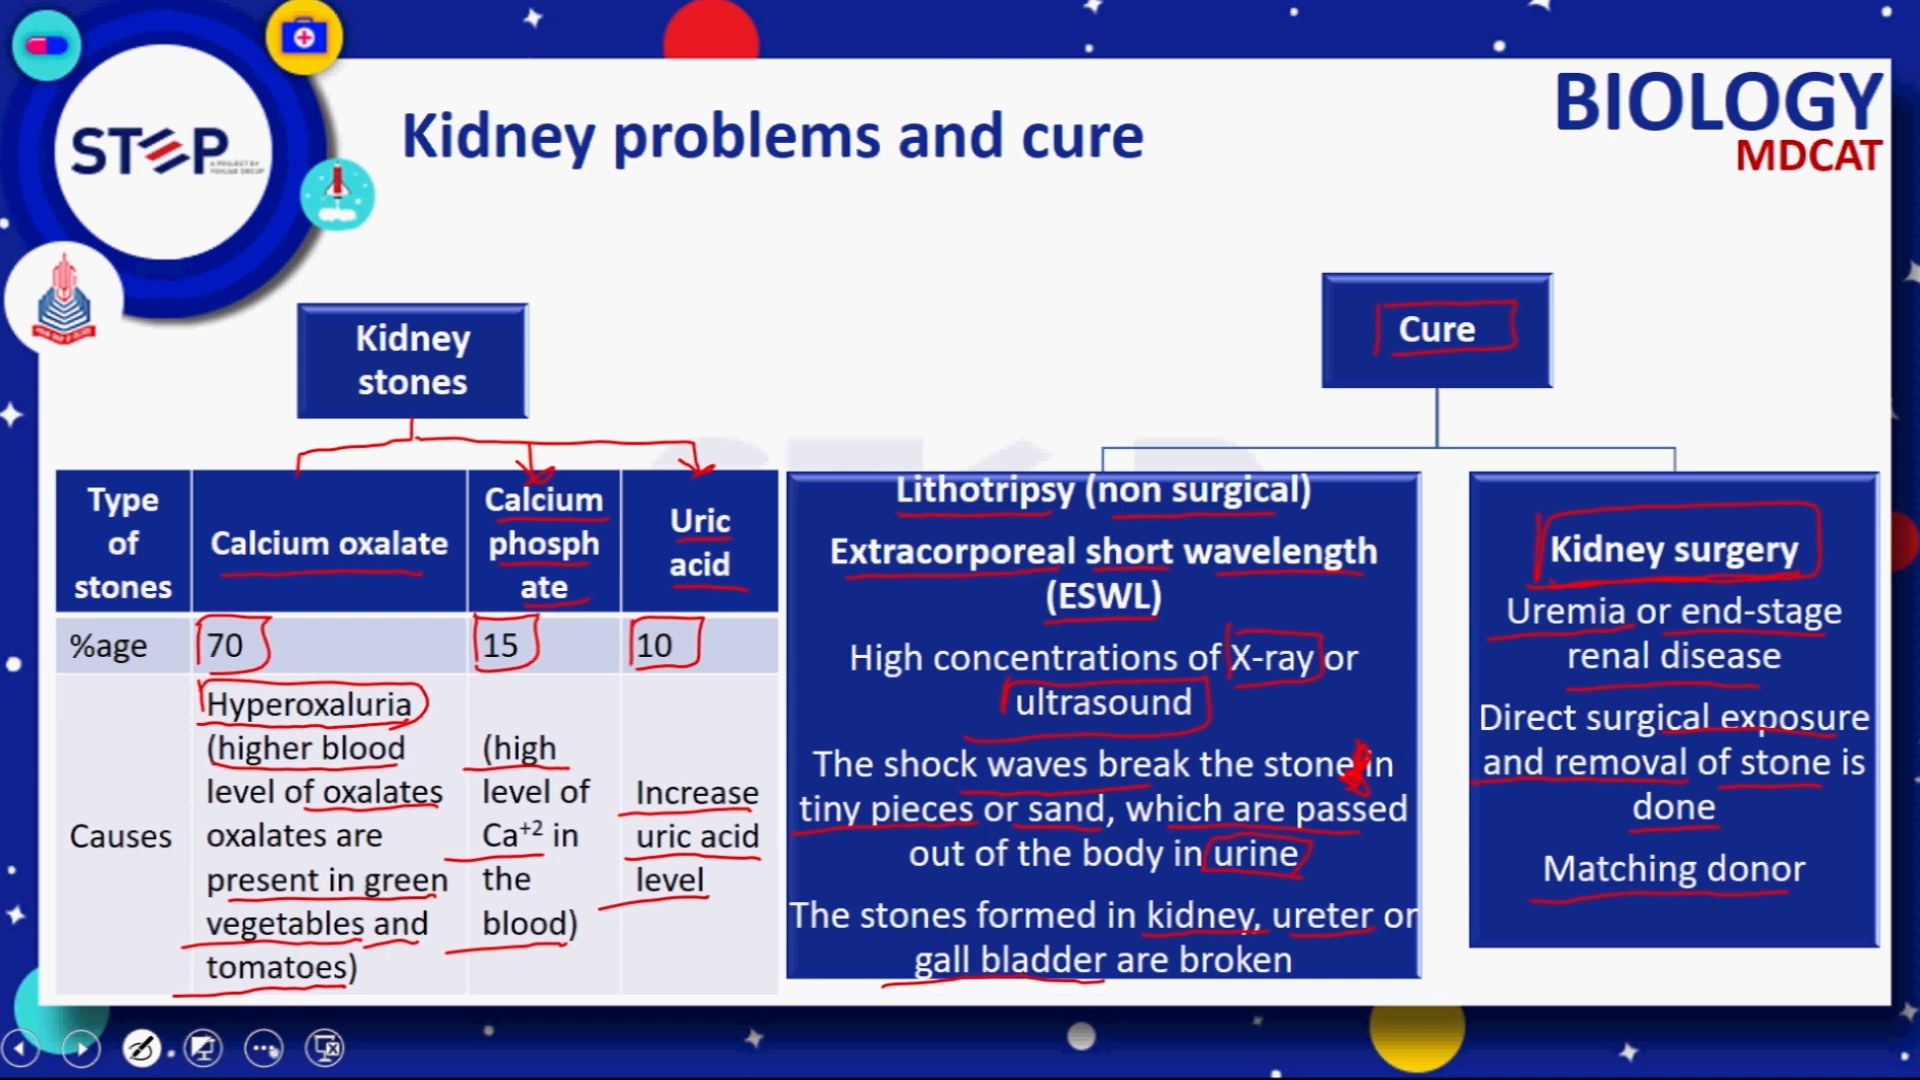 STEP
A PROJECT BY
PUNJAB GROUP
Kidney problems and cure
BIOLOGY
MDCAT
Kidney
stones
Type
of
stones
Calcium oxalate
Calcium
phosph
ate
Uric
acid
%age
70
15
10
Causes
Hyperoxaluria
(higher blood
level of oxalates
oxalates are
present in green
vegetables and
tomatoes)
(high
level of
Ca+2 in
the
blood)
Increase
uric acid
level
Cure
Lithotripsy (non surgical)
Extracorporeal short wavelength
(ESWL)
High concentrations of X-ray or
ultrasound
The shock waves break the stone in
tiny pieces or sand, which are passed
out of the body in urine
The stones formed in kidney, ureter or
gall bladder are broken
Kidney surgery
Uremia or end-stage
renal disease
Direct surgical exposure
and removal of stone is
done
Matching donor